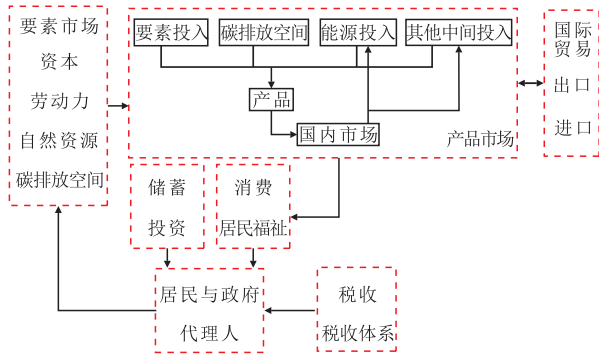 要素市场
资本
劳动力
自然资源
碳排放空间
要素投入
碳排放空间
能源投入
其他中间投入
产品
国内市场
产品市场
国际
贸易
出口
进口
储蓄
投资
消费
居民福祉
居民与政府
代理人
税收
税收体系